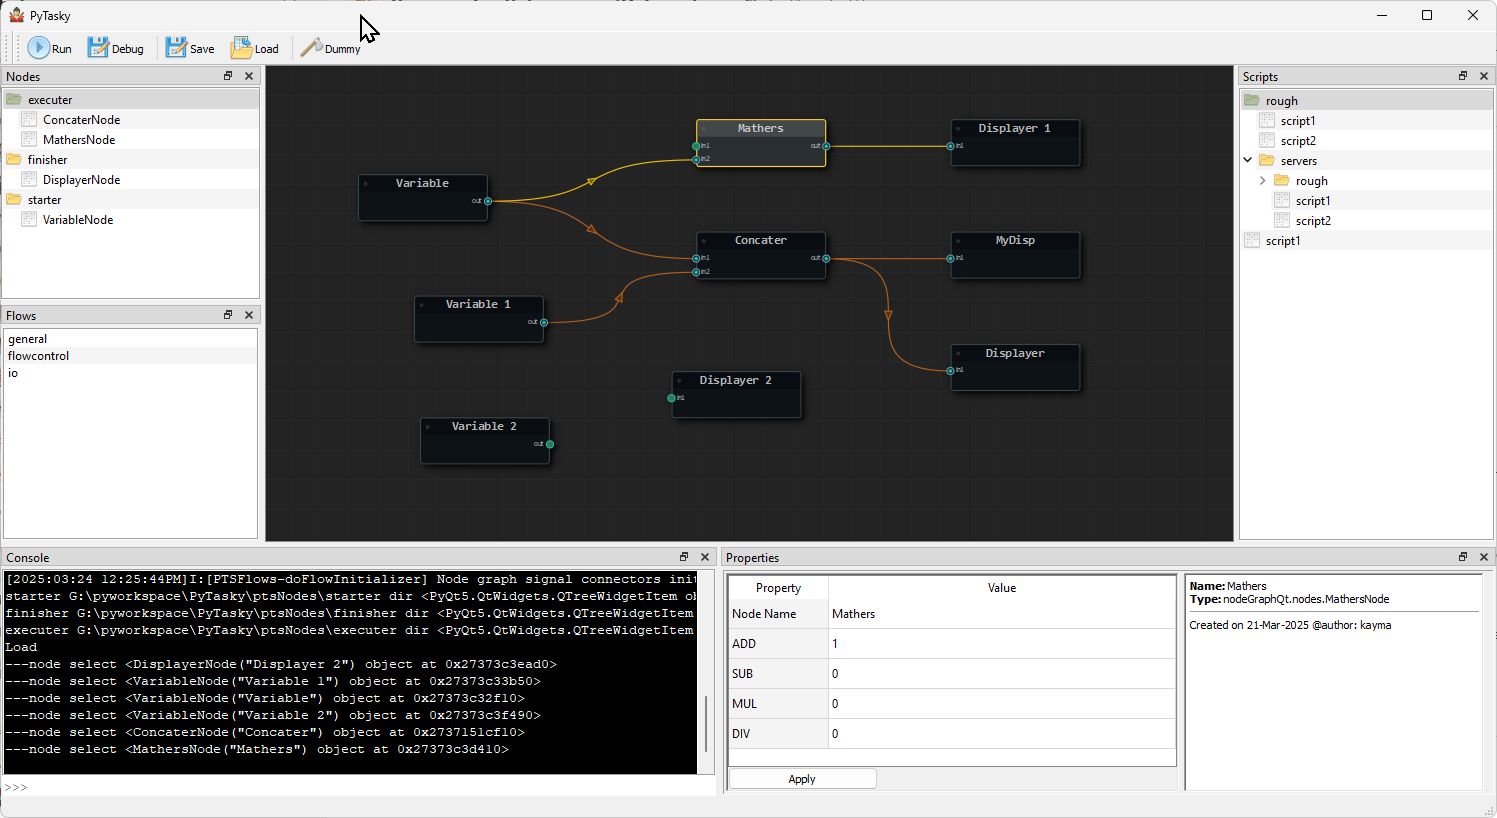 PyTasky
Run Debug Save Load Dummy
Nodes
executer
ConcaterNode
MathersNode
finisher
DisplayerNode
starter
VariableNode
Flows
general
flowcontrol
io
Mathers
in1 out
in2
Displayer 1
in1
Variable
out
Concater
in1 out
in2
MyDisp
in1
Variable 1
out
Displayer
in1
Displayer 2
in1
Variable 2
out
Scripts
rough
script1
script2
servers
rough
script1
script2
script1
Console
[2025:03:24 12:25:44PM]I:[PTSFlows-doFlowInitializer] Node graph signal connectors init
starter G:\pyworkspace\PyTasky\ptsNodes\starter dir <PyQt5.QtWidgets.QTreeWidgetItem ob
finisher G:\pyworkspace\PyTasky\ptsNodes\finisher dir <PyQt5.QtWidgets.QTreeWidgetItem
executer G:\pyworkspace\PyTasky\ptsNodes\executer dir <PyQt5.QtWidgets.QTreeWidgetItem
Load
---node select <DisplayerNode("Displayer 2") object at 0x27373c3ead0>
---node select <VariableNode("Variable 1") object at 0x27373c33b50>
---node select <VariableNode("Variable") object at 0x27373c32f10>
---node select <VariableNode("Variable 2") object at 0x27373c3f490>
---node select <ConcaterNode("Concater") object at 0x2737151cf10>
---node select <MathersNode("Mathers") object at 0x27373c3d410>
>>>
Properties
Property Value
Node Name Mathers
ADD 1
SUB 0
MUL 0
DIV 0
Apply
Name: Mathers
Type: nodeGraphQt.nodes.MathersNode
Created on 21-Mar-2025 @author: kayma